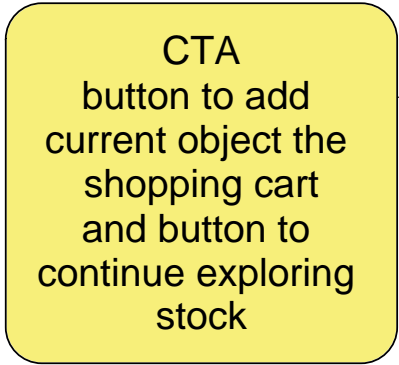 CTA
button to add
current object the
shopping cart
and button to
continue exploring
stock